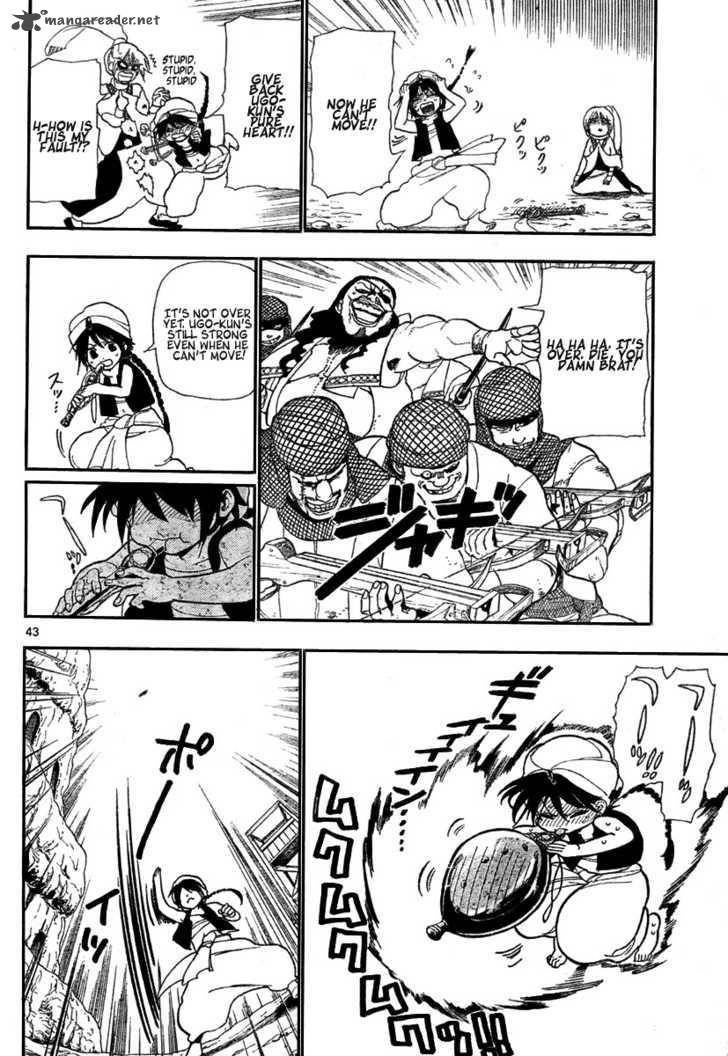 mangareader.net
NOW HE
CAN'T
MOVE!!
ピクッ
ピクッ
GIVE
BACK
UGO-
KUN'S
PURE
HEART!!
STUPID,
STUPID,
STUPID
H-HOW IS
THIS MY
FAULT!?
HA HA HA. IT'S
OVER. DIE, YOU
DAMN BRAT!
ジャキッ
IT'S NOT OVER
YET. UGO-KUN'S
STILL STRONG
EVEN WHEN HE
CAN'T MOVE!
スッ…
43
ギュ
イイイン……
ムクムクムクムクッ!!
ポーイッ